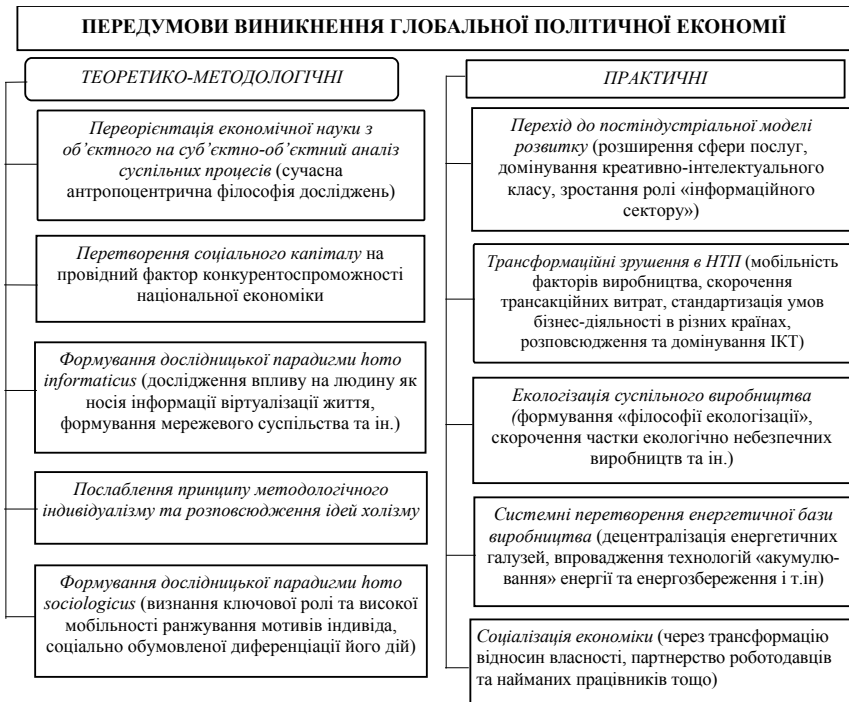 ПЕРЕДУМОВИ ВИНИКНЕННЯ ГЛОБАЛЬНОЇ ПОЛІТИЧНОЇ ЕКОНОМІЇ
ТЕОРЕТИКО-МЕТОДОЛОГІЧНІ
Переорієнтація економічної науки з
об’єктного на суб’єктно-об’єктний аналіз
суспільних процесів (сучасна
антропоцентрична філософія досліджень)
Перетворення соціального капіталу на
провідний фактор конкурентоспроможності
національної економіки
Формування дослідницької парадигми homo
informaticus (дослідження впливу на людину як
носія інформації віртуалізації життя,
формування мережевого суспільства та ін.)
Послаблення принципу методологічного
індивідуалізму та розповсюдження ідей холізму
Формування дослідницької парадигми homo
sociologicus (визнання ключової ролі та високої
мобільності ранжування мотивів індивіда,
соціально обумовленої диференціації його дій)
ПРАКТИЧНІ
Перехід до постіндустріальної моделі
розвитку (розширення сфери послуг,
домінування креативно-інтелектуального
класу, зростання ролі «інформаційного
сектору»)
Трансформаційні зрушення в НТП (мобільність
факторів виробництва, скорочення
трансакційних витрат, стандартизація умов
бізнес-діяльності в різних країнах,
розповсюдження та домінування ІКТ)
Екологізація суспільного виробництва
(формування «філософії екологізації»,
скорочення частки екологічно небезпечних
виробництв та ін.)
Системні перетворення енергетичної бази
виробництва (децентралізація енергетичних
галузей, впровадження технологій «акумулю-
вання» енергії та енергозбереження і т.ін)
Соціалізація економіки (через трансформацію
відносин власності, партнерство роботодавців
та найманих працівників тощо)